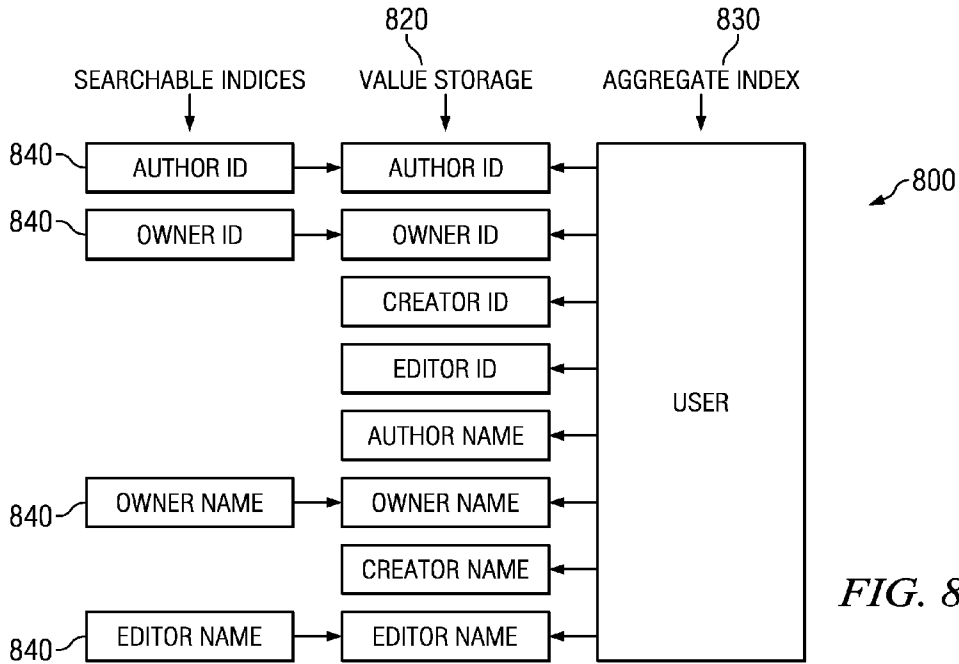 820 830
SEARCHABLE INDICES VALUE STORAGE AGGREGATE INDEX
840 AUTHOR ID AUTHOR ID
800
840 OWNER ID OWNER ID
CREATOR ID
EDITOR ID
USER
AUTHOR NAME
840 OWNER NAME OWNER NAME
CREATOR NAME
FIG. 8
840 EDITOR NAME EDITOR NAME